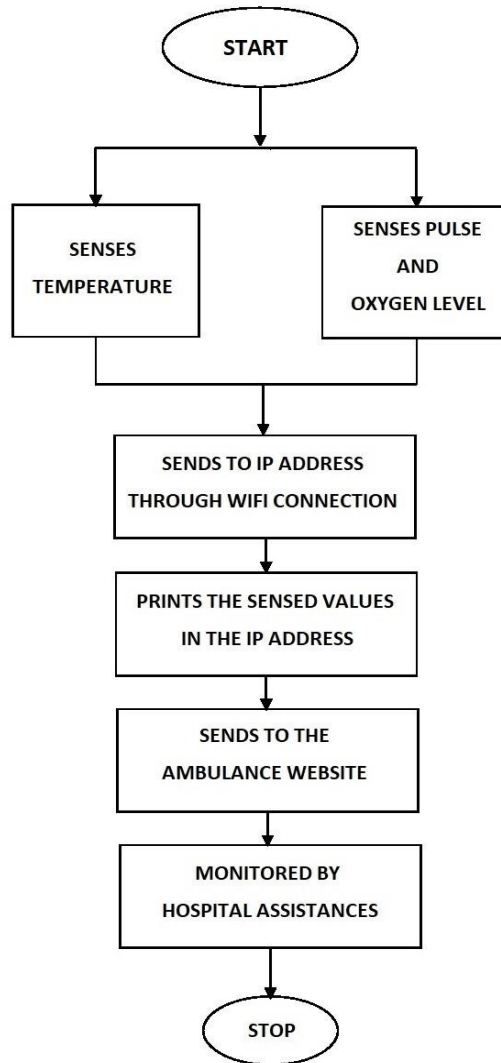 START
SENSES
TEMPERATURE
SENSES PULSE
AND
OXYGEN LEVEL
SENDS TO IP ADDRESS
THROUGH WIFI CONNECTION
PRINTS THE SENSED VALUES
IN THE IP ADDRESS
SENDS TO THE
AMBULANCE WEBSITE
MONITORED BY
HOSPITAL ASSISTANCES
STOP